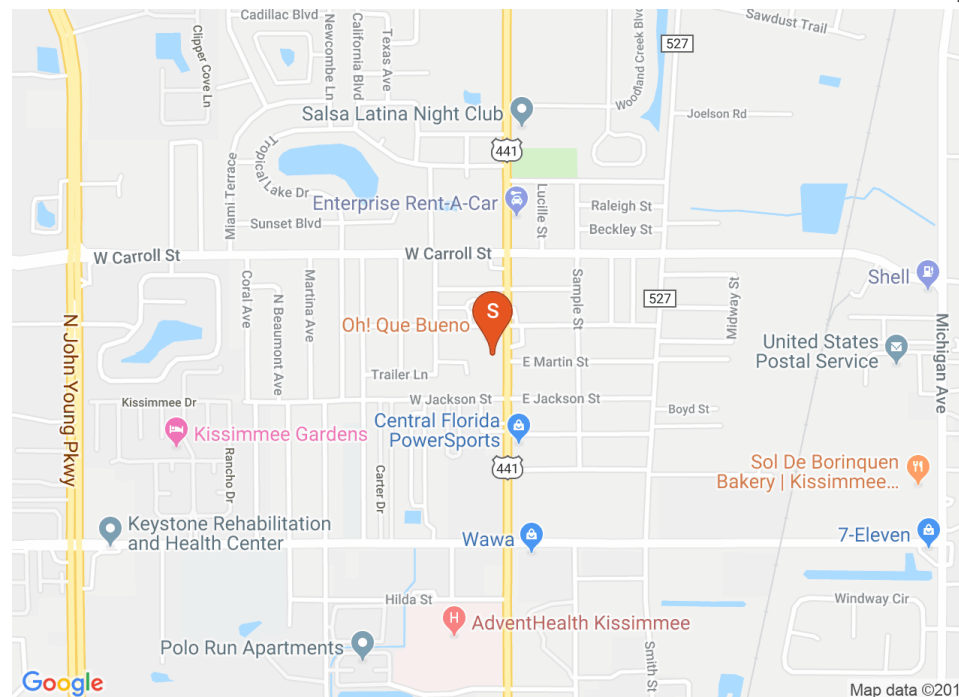 Cadillac Blvd
Sawdust Trail
Clipper Cove Ln
Newcombe Ln
California Blvd
Texas Ave
Woodland Creek Blvd
527
Salsa Latina Night Club
Joelson Rd
441
Miami Terrace
Tropical Lake Dr
Lucille St
Enterprise Rent-A-Car
Raleigh St
Sunset Blvd
Beckley St
W Carroll St
W Carroll St
Coral Ave
N Beaumont Ave
Martina Ave
Sample St
527
Midway St
Shell
S
Oh! Que Bueno
N John Young Pkwy
Michigan Ave
United States
Postal Service
E Martin St
Trailer Ln
Kissimmee Dr
W Jackson St
E Jackson St
Boyd St
Central Florida
PowerSports
Kissimmee Gardens
Rancho Dr
Carter Dr
441
Sol De Borinquen
Bakery | Kissimmee...
Keystone Rehabilitation
and Health Center
Wawa
7-Eleven
Hilda St
Windway Cir
H
AdventHealth Kissimmee
Polo Run Apartments
Smith St
Google
Map data ©201